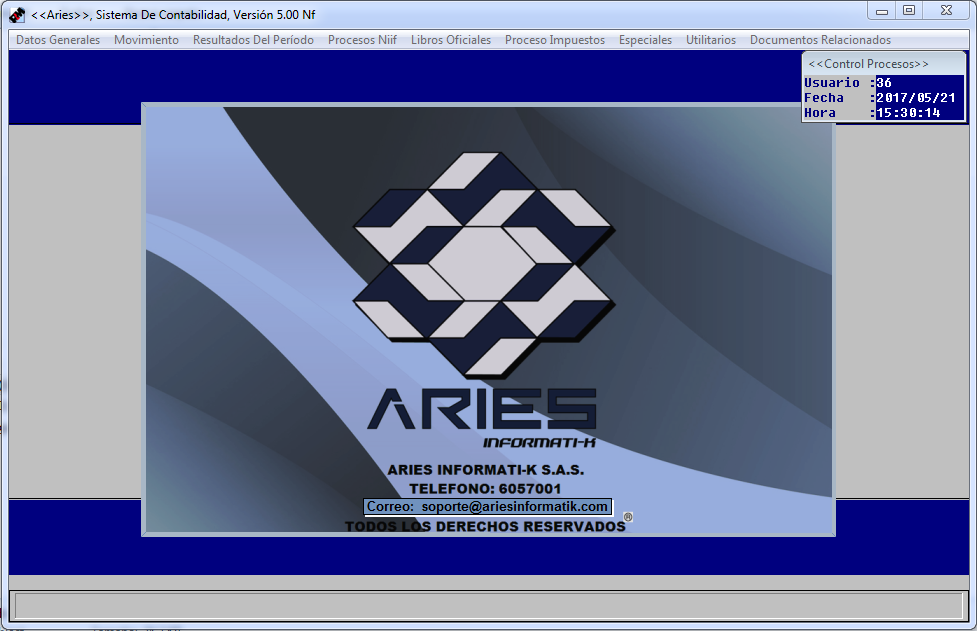 <<Aries>>, Sistema De Contabilidad, Versión 5.00 Nf
Datos Generales Movimiento Resultados Del Período Procesos Niif Libros Oficiales Proceso Impuestos Especiales Utilitarios Documentos Relacionados
<<Control Procesos>>
Usuario :36
Fecha :2017/05/21
Hora :15:30:14
ARIES
INFORMATI-K
ARIES INFORMATI-K S.A.S.
TELEFONO: 6057001
Correo: soporte@ariesinformatik.com
®
TODOS LOS DERECHOS RESERVADOS